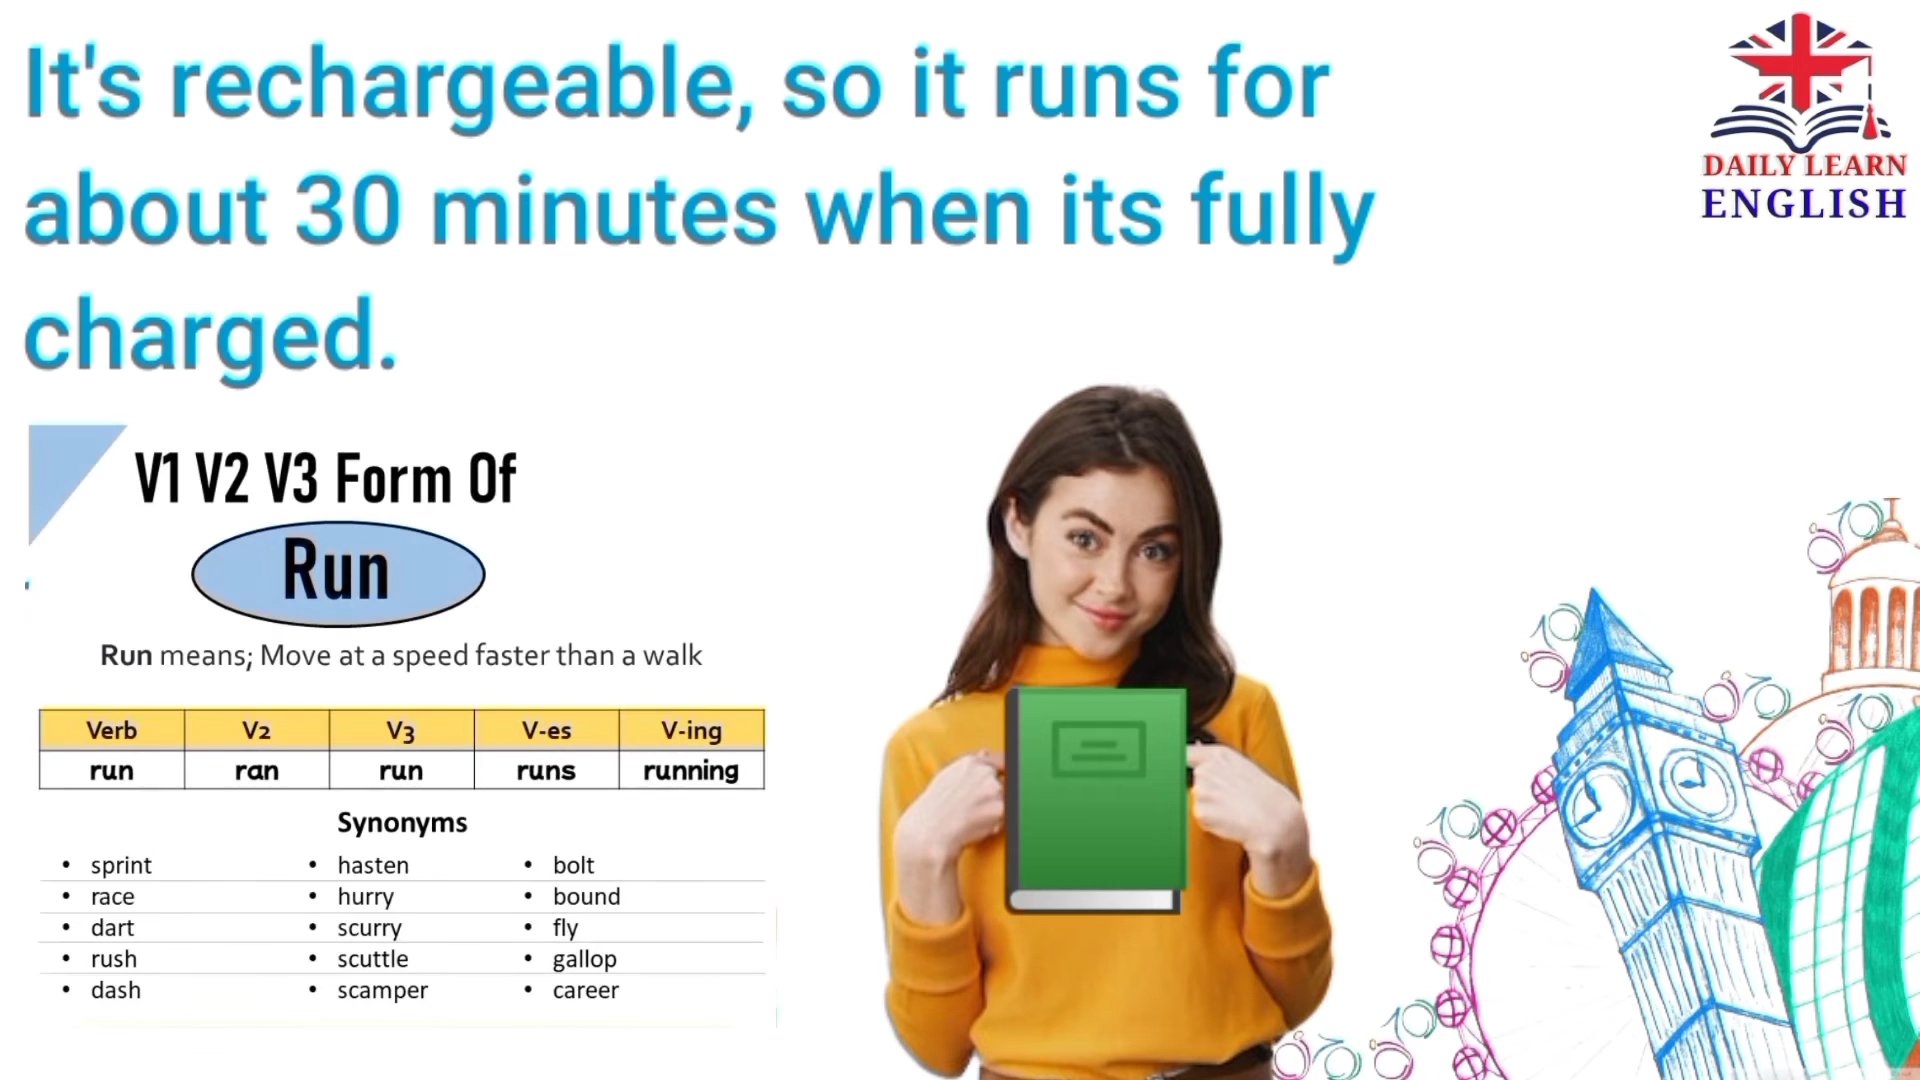 It's rechargeable, so it runs for
about 30 minutes when its fully
charged.
DAILY LEARN
ENGLISH
V1 V2 V3 Form Of
Run
Run means; Move at a speed faster than a walk
Verb V2 V3 V-es V-ing
run ran run runs running
Synonyms
• sprint • hasten • bolt
• race • hurry • bound
• dart • scurry • fly
• rush • scuttle • gallop
• dash • scamper • career